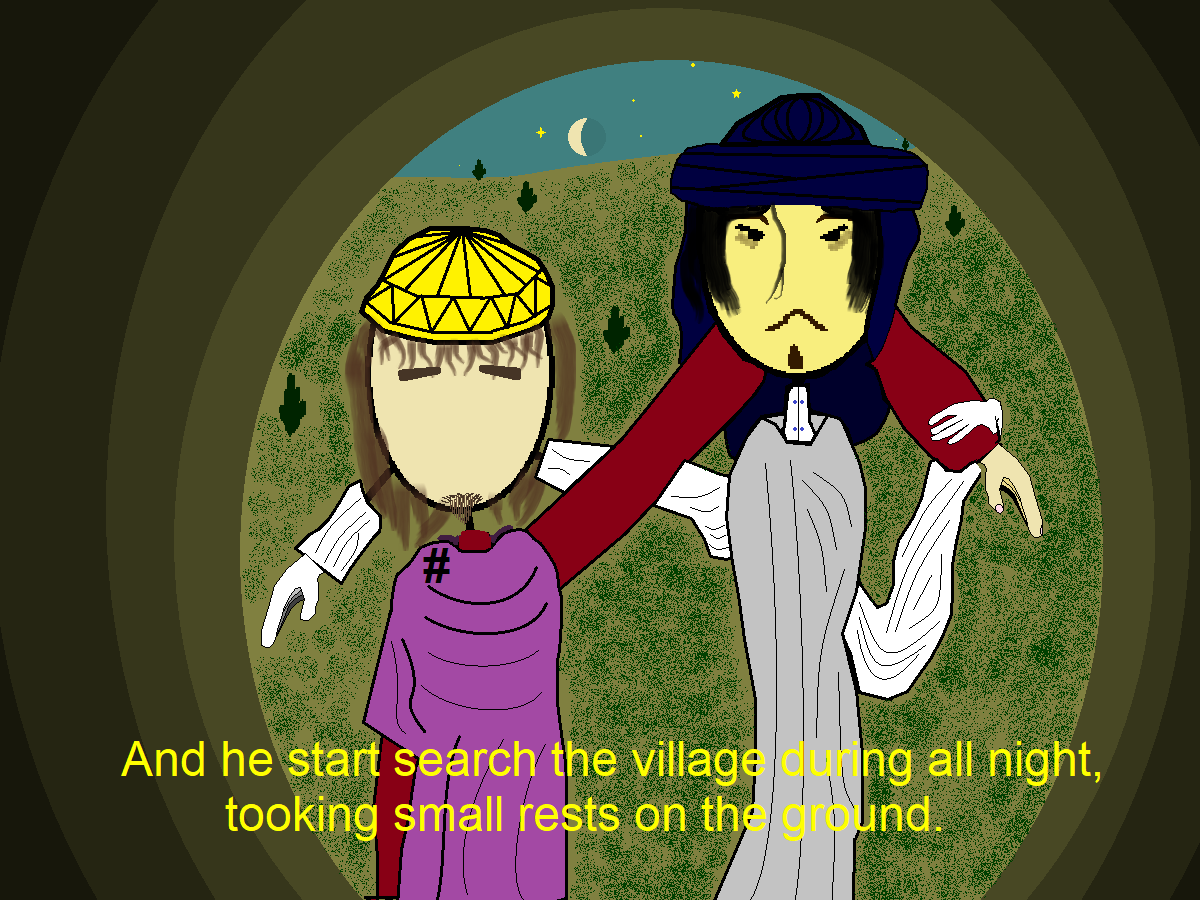 #
And he start search the village during all night,
tooking small rests on the ground.